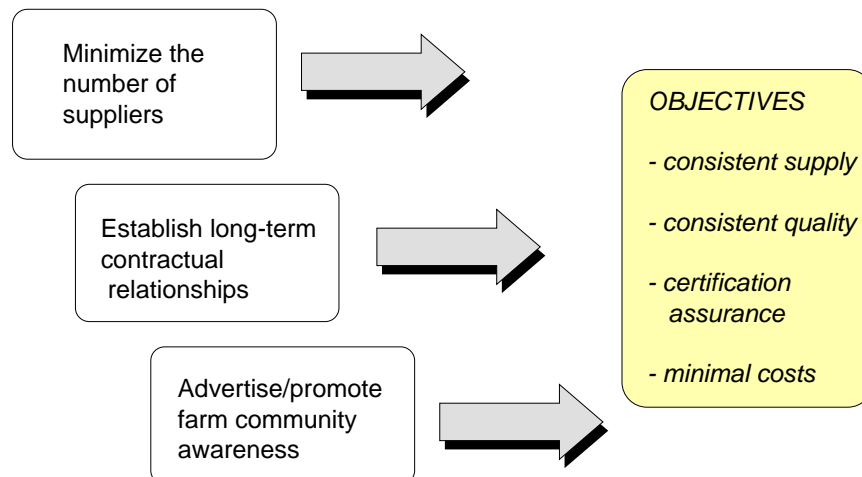 Minimize the
number of
suppliers
Establish long-term
contractual
relationships
Advertise/promote
farm community
awareness
OBJECTIVES
- consistent supply
- consistent quality
- certification
assurance
- minimal costs